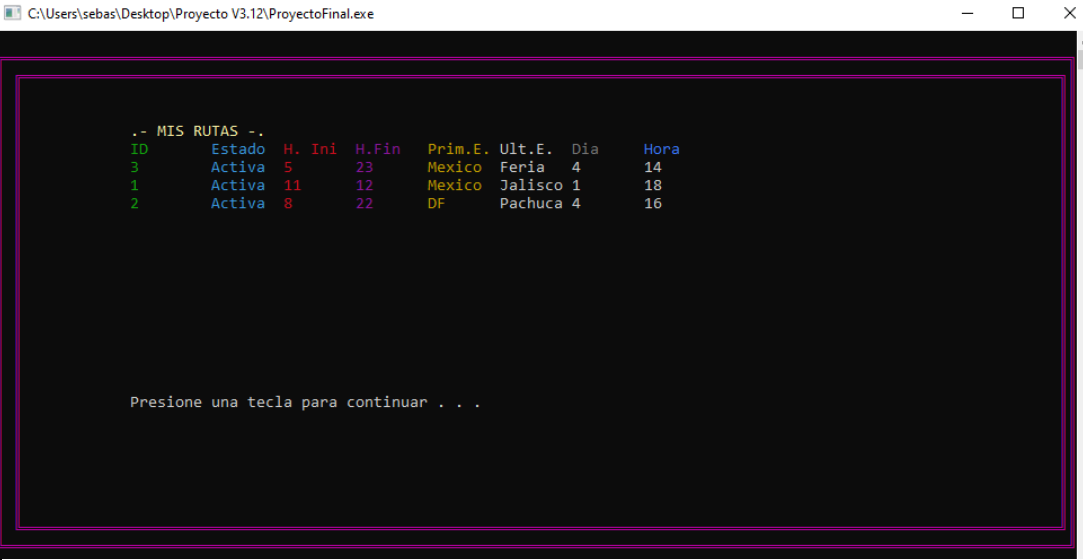 C:\Users\sebas\Desktop\Proyecto V3.12\ProyectoFinal.exe
.- MIS RUTAS -.
ID Estado H. Ini H.Fin Prim.E. Ult.E. Dia Hora
3 Activa 5 23 Mexico Feria 4 14
1 Activa 11 12 Mexico Jalisco 1 18
2 Activa 8 22 DF Pachuca 4 16
Presione una tecla para continuar . . .